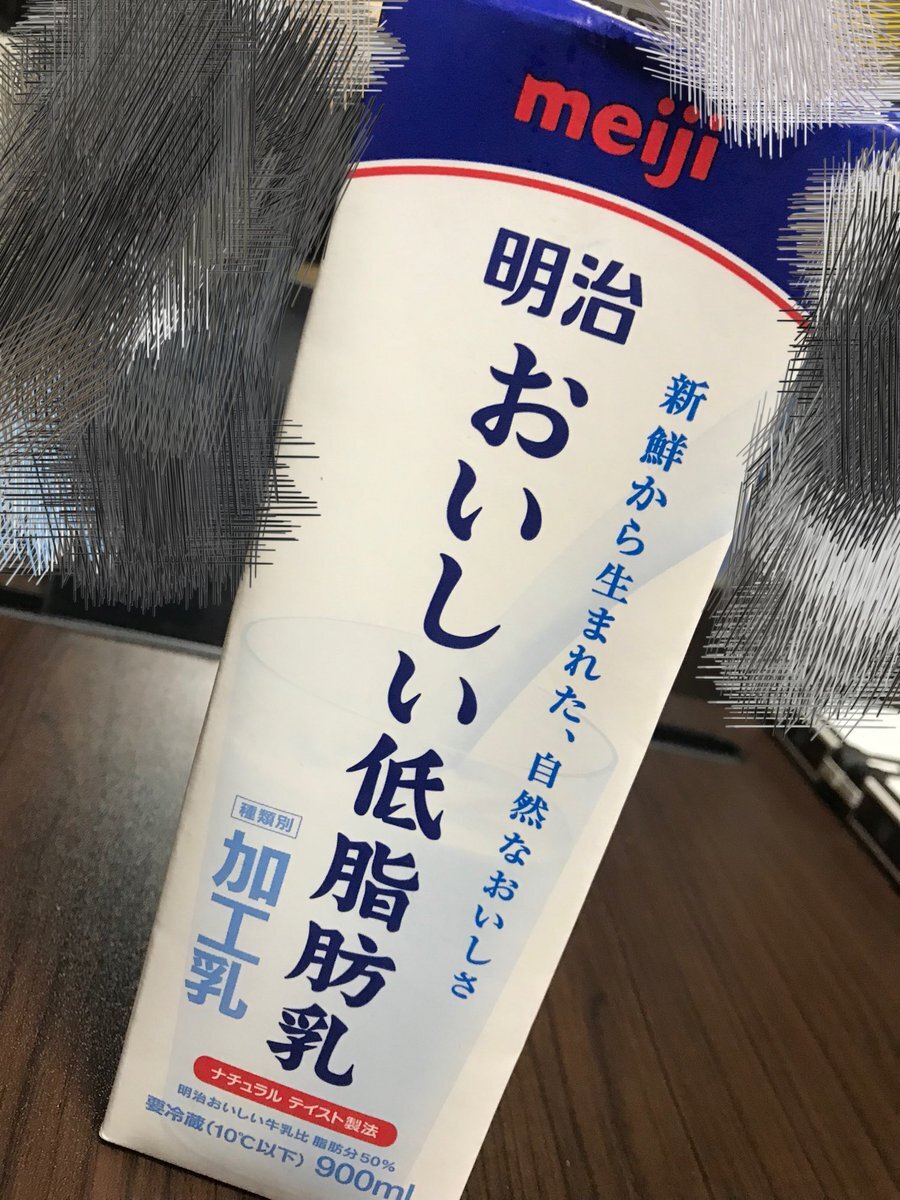 meiji
明治
おいしい低脂肪乳
新鮮から生まれた、自然なおいしさ
種類別
加工乳
ナチュラル テイスト製法
明治おいしい牛乳比 脂肪分50%
要冷蔵(10℃以下) 900ml